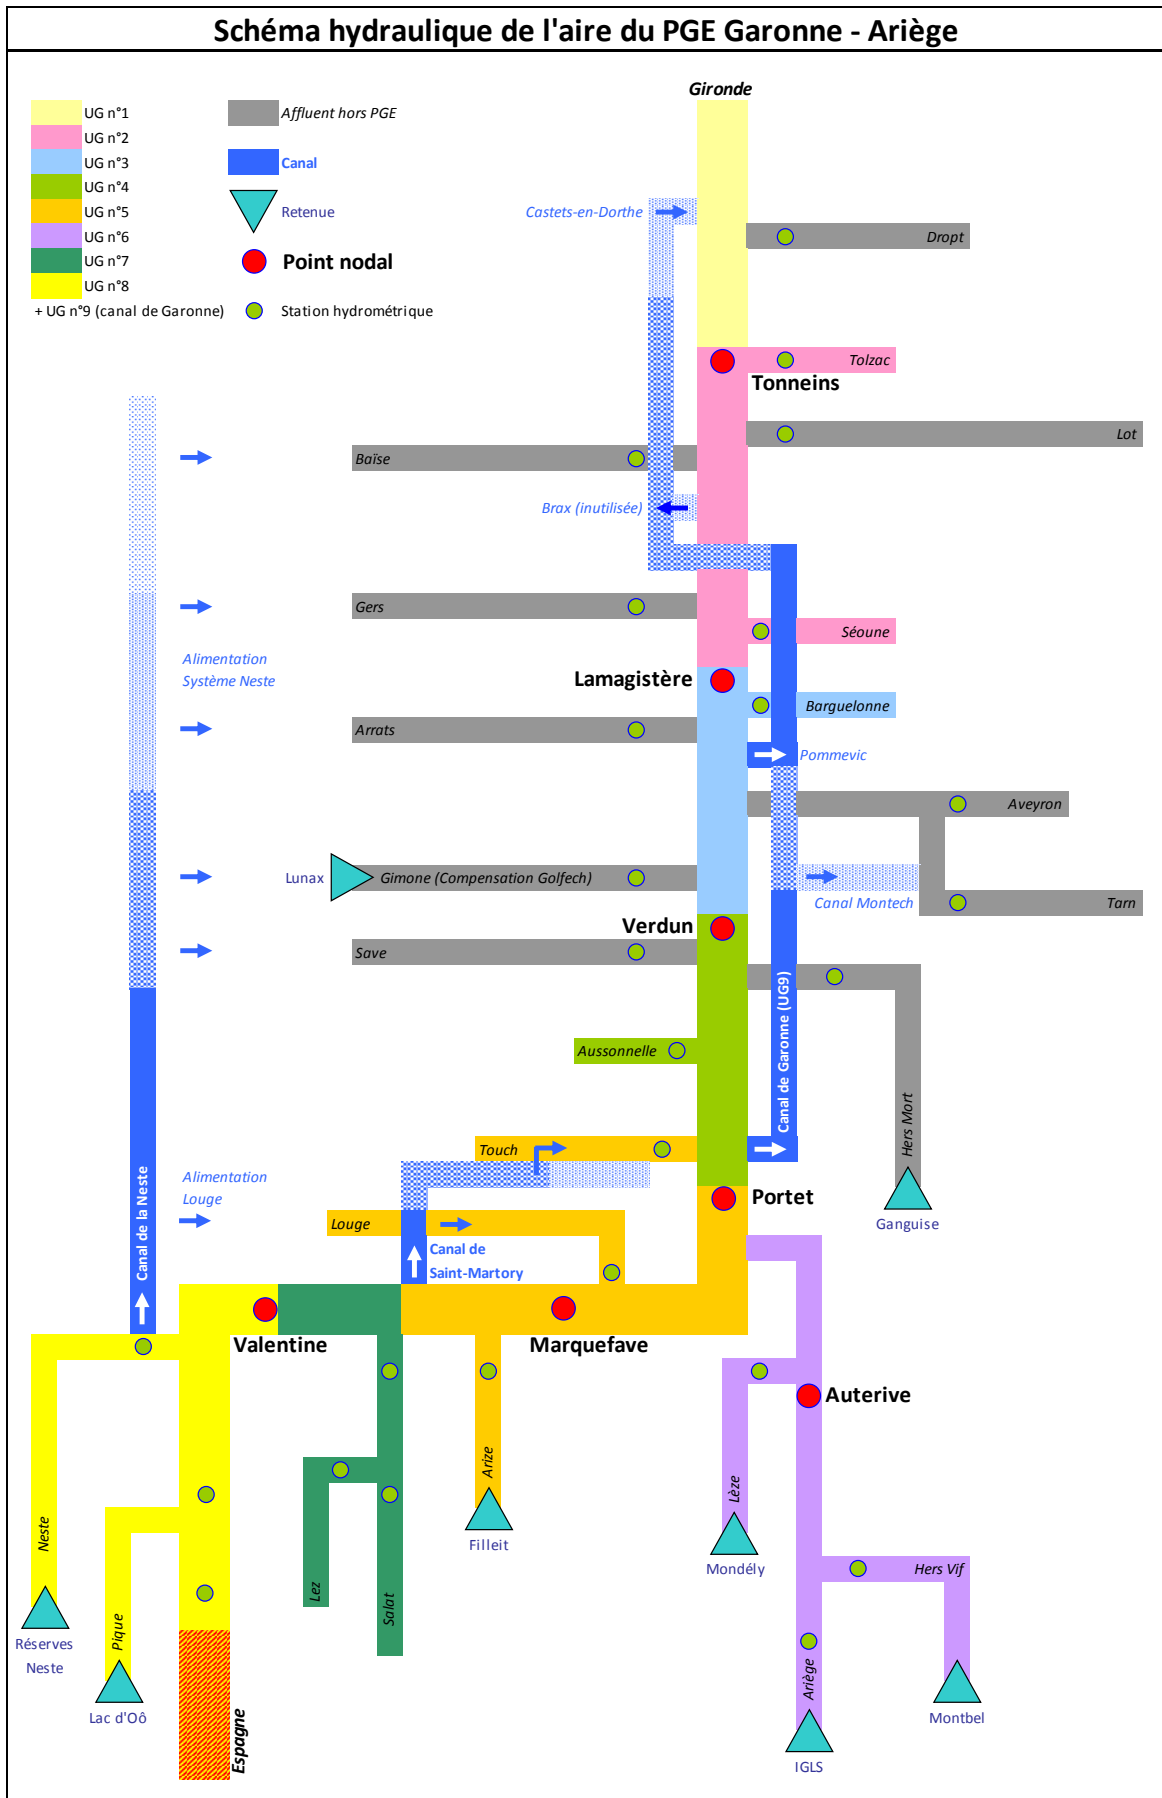 Schéma hydraulique de l'aire du PGE Garonne - Ariège
Gironde
UG n°1
Affluent hors PGE
UG n°2
UG n°3
Canal
UG n°4
UG n°5
Retenue
UG n°6
UG n°7
Point nodal
UG n°8
+ UG n°9 (canal de Garonne)
Station hydrométrique
Castets-en-Dorthe
Dropt
Tolzac
Tonneins
Lot
Baïse
Brax (inutilisée)
Gers
Séoune
Alimentation
Système Neste
Lamagistère
Barguelonne
Arrats
Pommevic
Aveyron
Lunax
Gimone (Compensation Golfech)
Canal Montech
Tarn
Verdun
Save
Canal de Garonne (UG9)
Aussonnelle
Hers Mort
Touch
Canal de la Neste
Alimentation
Louge
Portet
Ganguise
Louge
Canal de
Saint-Martory
Valentine
Marquefave
Auterive
Arize
Lèze
Neste
Filleit
Mondély
Hers Vif
Lez
Salat
Pique
Réserves
Neste
Ariège
Lac d'Oô
Espagne
Montbel
IGLS